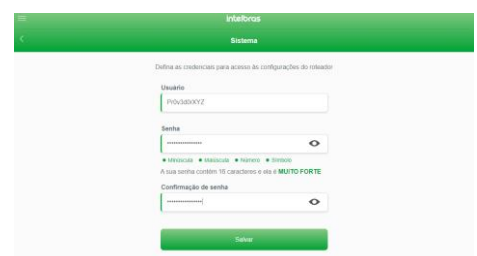 intelbras
Sistema
Defina as credenciais para acesso às configurações do roteador
Usuário
Senha
Minúscula Maiúscula Número Símbolo
A sua senha contém 16 caracteres e ela é MUITO FORTE
Confirmação de senha
Salvar